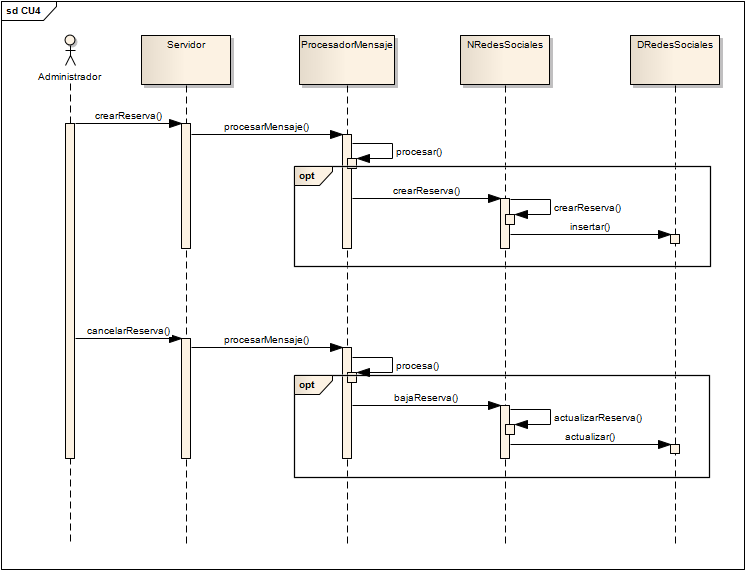 sd CU4
Servidor
ProcesadorMensaje
NRedesSociales
DRedesSociales
Administrador
crearReserva()
procesarMensaje()
procesar()
opt
crearReserva()
crearReserva()
insertar()
cancelarReserva()
procesarMensaje()
procesa()
opt
bajaReserva()
actualizarReserva()
actualizar()